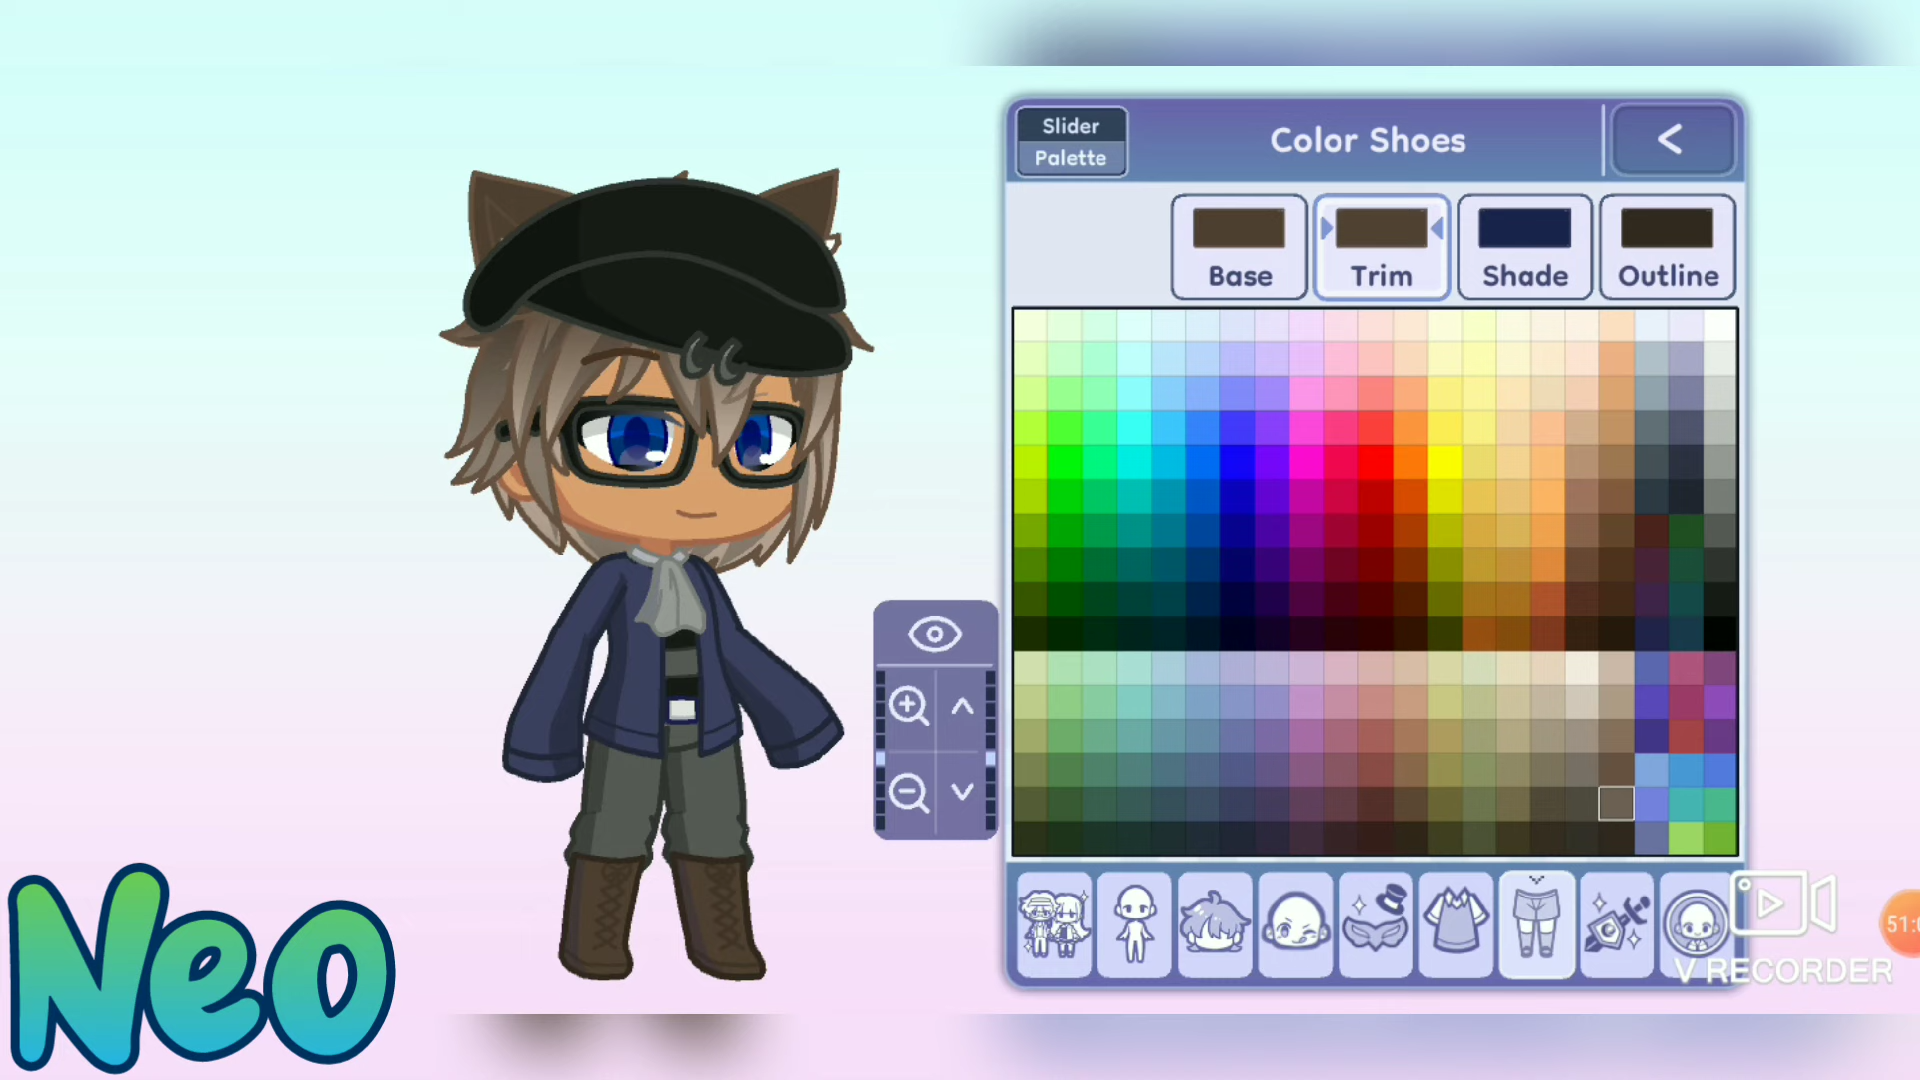 Slider
Palette
Color Shoes
Base
Trim
Shade
Outline
Neo
V RECORDER